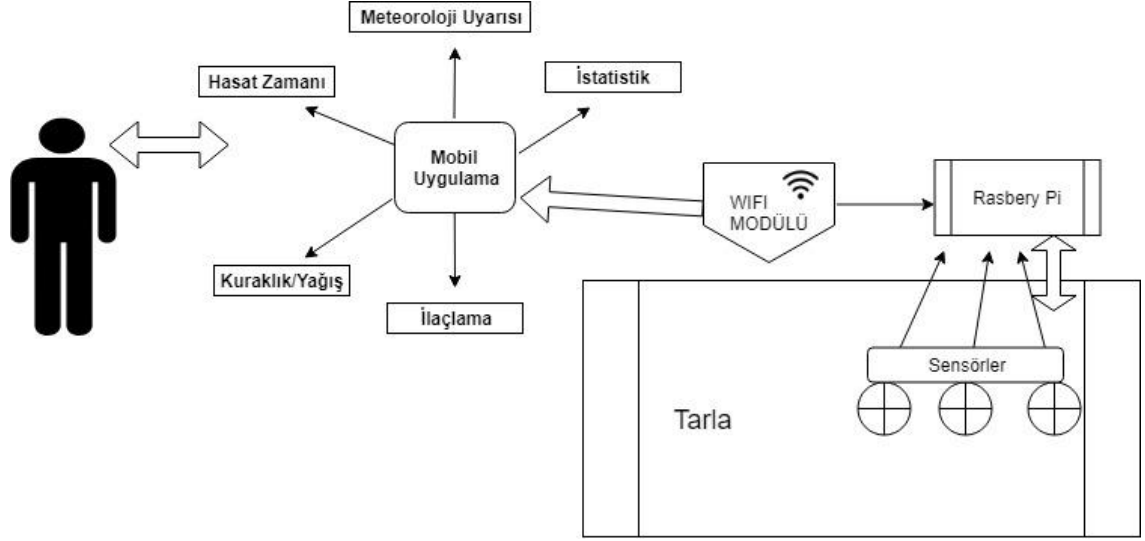 Meteoroloji Uyarısı
Hasat Zamanı
İstatistik
Mobil
Uygulama
WIFI
MODÜLÜ
Rasbery Pi
Kuraklık/Yağış
İlaçlama
Sensörler
Tarla